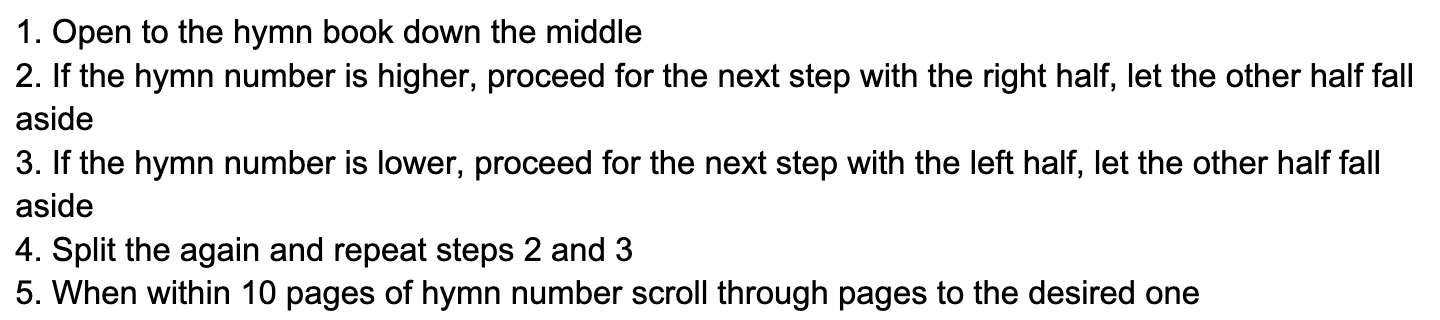 1. Open to the hymn book down the middle
2. If the hymn number is higher, proceed for the next step with the right half, let the other half fall
aside
3. If the hymn number is lower, proceed for the next step with the left half, let the other half fall
aside
4. Split the again and repeat steps 2 and 3
5. When within 10 pages of hymn number scroll through pages to the desired one